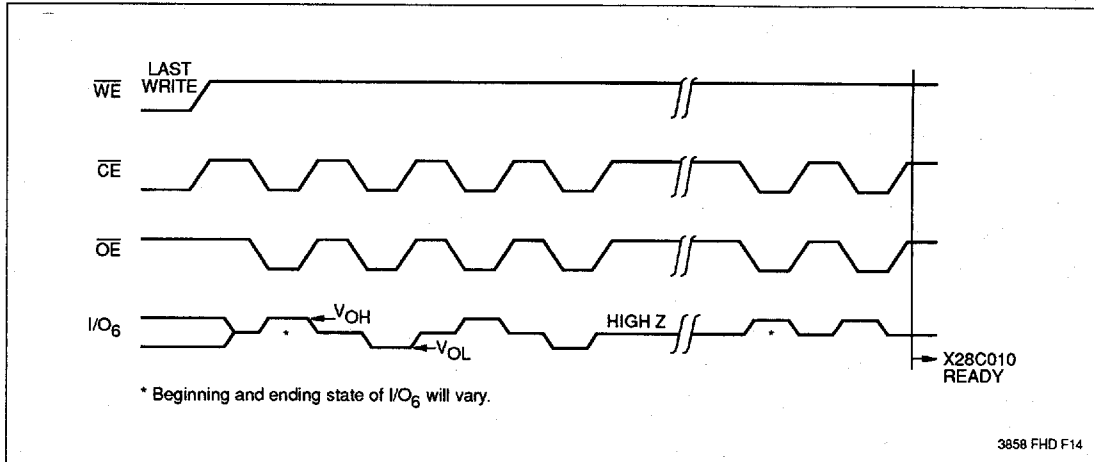 LAST
WRITE
WE
CE
OE
I/O6
VOH
*
VOL
HIGH Z
*
X28C010
READY
* Beginning and ending state of I/O6 will vary.
3858 FHD F14